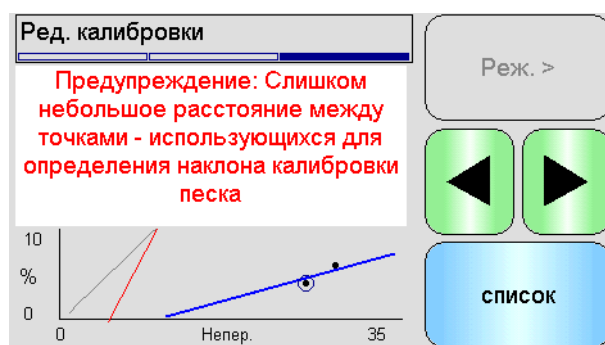 Ред. калибровки
Реж. >
Предупреждение: Слишком
небольшое расстояние между
точками - использующихся для
определения наклона калибровки
песка
список
10
%
0
0 Непер. 35